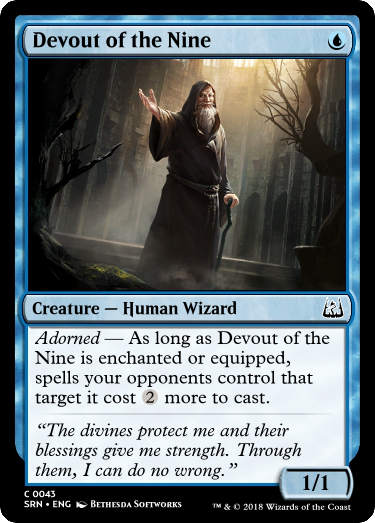 Devout of the Nine
Creature — Human Wizard
Adorned — As long as Devout of the
Nine is enchanted or equipped,
spells your opponents control that
target it cost 2 more to cast.
“The divines protect me and their
blessings give me strength. Through
them, I can do no wrong.”
1/1
C 0043
SRN • ENG Bethesda Softworks
™ & © 2018 Wizards of the Coast